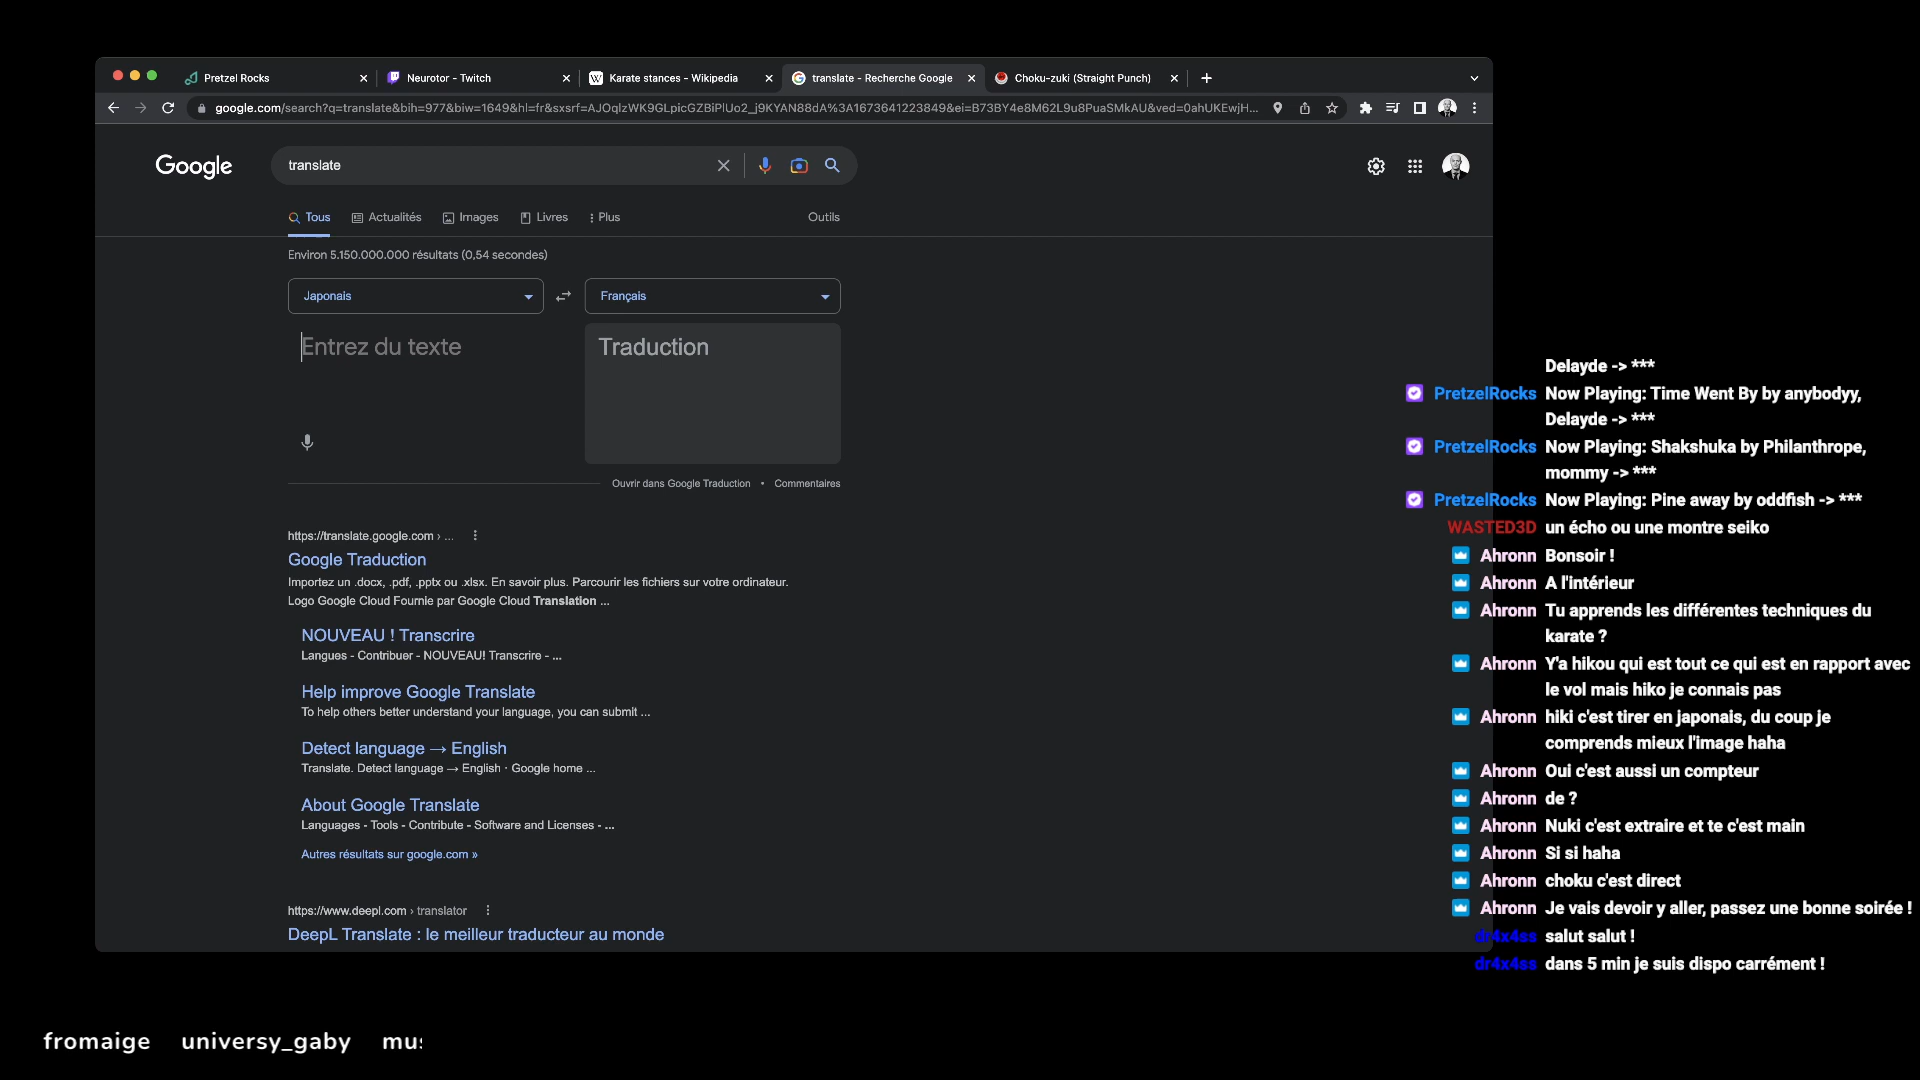 Pretzel Rocks
Neurotor - Twitch
Karate stances - Wikipedia
translate - Recherche Google
Choku-zuki (Straight Punch)
google.com/search?q=translate&bih=977&biw=1649&hl=fr&sxsrf=AJOqlzWK9GLpicGZBiPlUo2_j9KYAN88dA%3A1673641223849&ei=B73BY4e8M62L9u8PuaSMkAU&ved=0ahUKEwjH...
Google
translate
Tous
Actualités
Images
Livres
Plus
Outils
Environ 5.150.000.000 résultats (0,54 secondes)
Japonais
Français
Entrez du texte
Traduction
Ouvrir dans Google Traduction • Commentaires
https://translate.google.com › ...
Google Traduction
Importez un .docx, .pdf, .pptx ou .xlsx. En savoir plus. Parcourir les fichiers sur votre ordinateur.
Logo Google Cloud Fournie par Google Cloud Translation ...
NOUVEAU ! Transcrire
Langues - Contribuer - NOUVEAU! Transcrire - ...
Help improve Google Translate
To help others better understand your language, you can submit ...
Detect language → English
Translate. Detect language → English · Google home ...
About Google Translate
Languages - Tools - Contribute - Software and Licenses - ...
Autres résultats sur google.com »
https://www.deepl.com › translator
DeepL Translate : le meilleur traducteur au monde
Delayde -> ***
PretzelRocks Now Playing: Time Went By by anybodyy,
Delayde -> ***
PretzelRocks Now Playing: Shakshuka by Philanthrope,
mommy -> ***
PretzelRocks Now Playing: Pine away by oddfish -> ***
WASTED3D un écho ou une montre seiko
Ahronn Bonsoir !
Ahronn A l'intérieur
Ahronn Tu apprends les différentes techniques du
karate ?
Ahronn Y'a hikou qui est tout ce qui est en rapport avec
le vol mais hiko je connais pas
Ahronn hiki c'est tirer en japonais, du coup je
comprends mieux l'image haha
Ahronn Oui c'est aussi un compteur
Ahronn de ?
Ahronn Nuki c'est extraire et te c'est main
Ahronn Si si haha
Ahronn choku c'est direct
Ahronn Je vais devoir y aller, passez une bonne soirée !
dr4x4ss salut salut !
dr4x4ss dans 5 min je suis dispo carrément !
fromaige universy_gaby mus